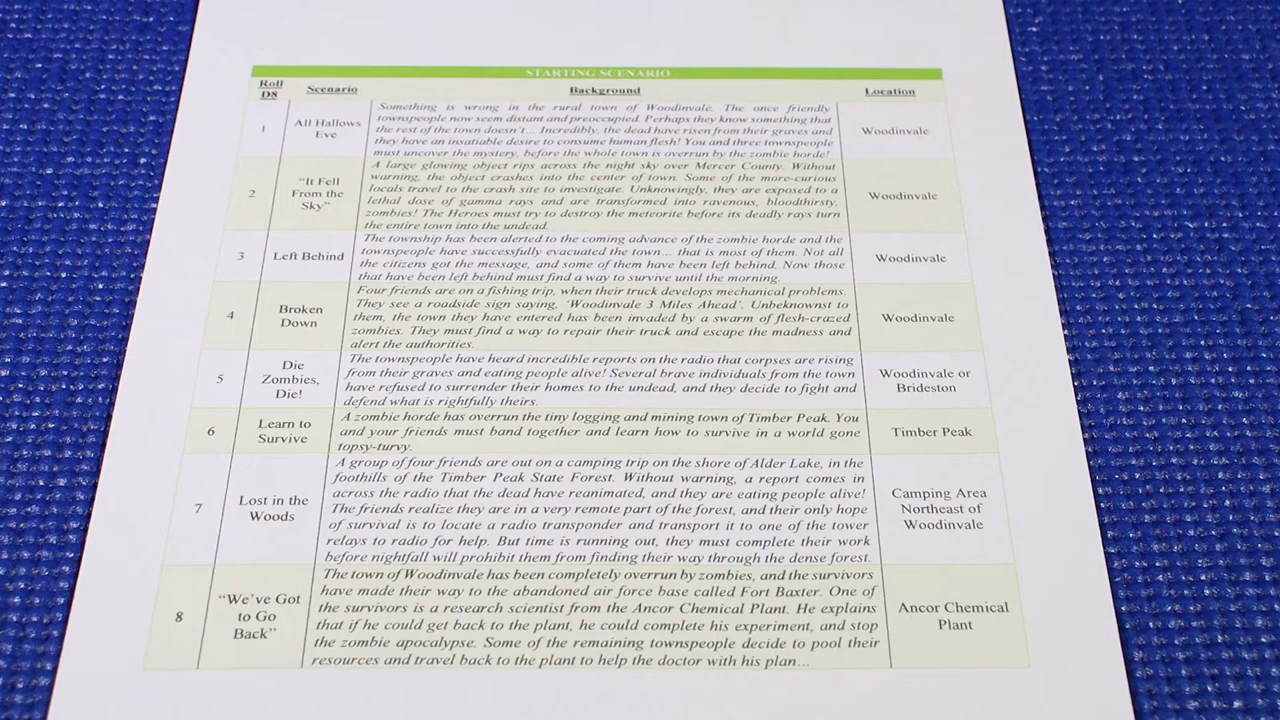 STARTING SCENARIO
Roll D8 Scenario Background Location
1
All Hallows
Eve
Something is wrong in the rural town of Woodinvale. The once friendly
townspeople now seem distant and preoccupied. Perhaps they know something that
the rest of the town doesn't... Incredibly, the dead have risen from their graves and
they have an insatiable desire to consume human flesh! You and three townspeople
must uncover the mystery, before the whole town is overrun by the zombie horde!
Woodinvale
2
"It Fell
From the
Sky"
A large glowing object rips across the night sky over Mercer County. Without
warning, the object crashes into the center of town. Some of the more-curious
locals travel to the crash site to investigate. Unknowingly, they are exposed to a
lethal dose of gamma rays and are transformed into ravenous, bloodthirsty,
zombies! The Heroes must try to destroy the meteorite before its deadly rays turn
the entire town into the undead.
Woodinvale
3
Left Behind
The township has been alerted to the coming advance of the zombie horde and the
townspeople have successfully evacuated the town... that is most of them. Not all
the citizens got the message, and some of them have been left behind. Now those
that have been left behind must find a way to survive until the morning.
Woodinvale
4
Broken
Down
Four friends are on a fishing trip, when their truck develops mechanical problems.
They see a roadside sign saying, 'Woodinvale 3 Miles Ahead'. Unbeknownst to
them, the town they have entered has been invaded by a swarm of flesh-crazed
zombies. They must find a way to repair their truck and escape the madness and
alert the authorities.
Woodinvale
5
Die
Zombies,
Die!
The townspeople have heard incredible reports on the radio that corpses are rising
from their graves and eating people alive! Several brave individuals from the town
have refused to surrender their homes to the undead, and they decide to fight and
defend what is rightfully theirs.
Woodinvale or
Brideston
6
Learn to
Survive
A zombie horde has overrun the tiny logging and mining town of Timber Peak. You
and your friends must band together and learn how to survive in a world gone
topsy-turvy.
Timber Peak
7
Lost in the
Woods
A group of four friends are out on a camping trip on the shore of Alder Lake, in the
foothills of the Timber Peak State Forest. Without warning, a report comes in
across the radio that the dead have reanimated, and they are eating people alive!
The friends realize they are in a very remote part of the forest, and their only hope
of survival is to locate a radio transponder and transport it to one of the tower
relays to radio for help. But time is running out, they must complete their work
before nightfall will prohibit them from finding their way through the dense forest.
Camping Area
Northeast of
Woodinvale
8
"We've Got
to Go
Back"
The town of Woodinvale has been completely overrun by zombies, and the survivors
have made their way to the abandoned air force base called Fort Baxter. One of
the survivors is a research scientist from the Ancor Chemical Plant. He explains
that if he could get back to the plant, he could complete his experiment, and stop
the zombie apocalypse. Some of the remaining townspeople decide to pool their
resources and travel back to the plant to help the doctor with his plan...
Ancor Chemical
Plant